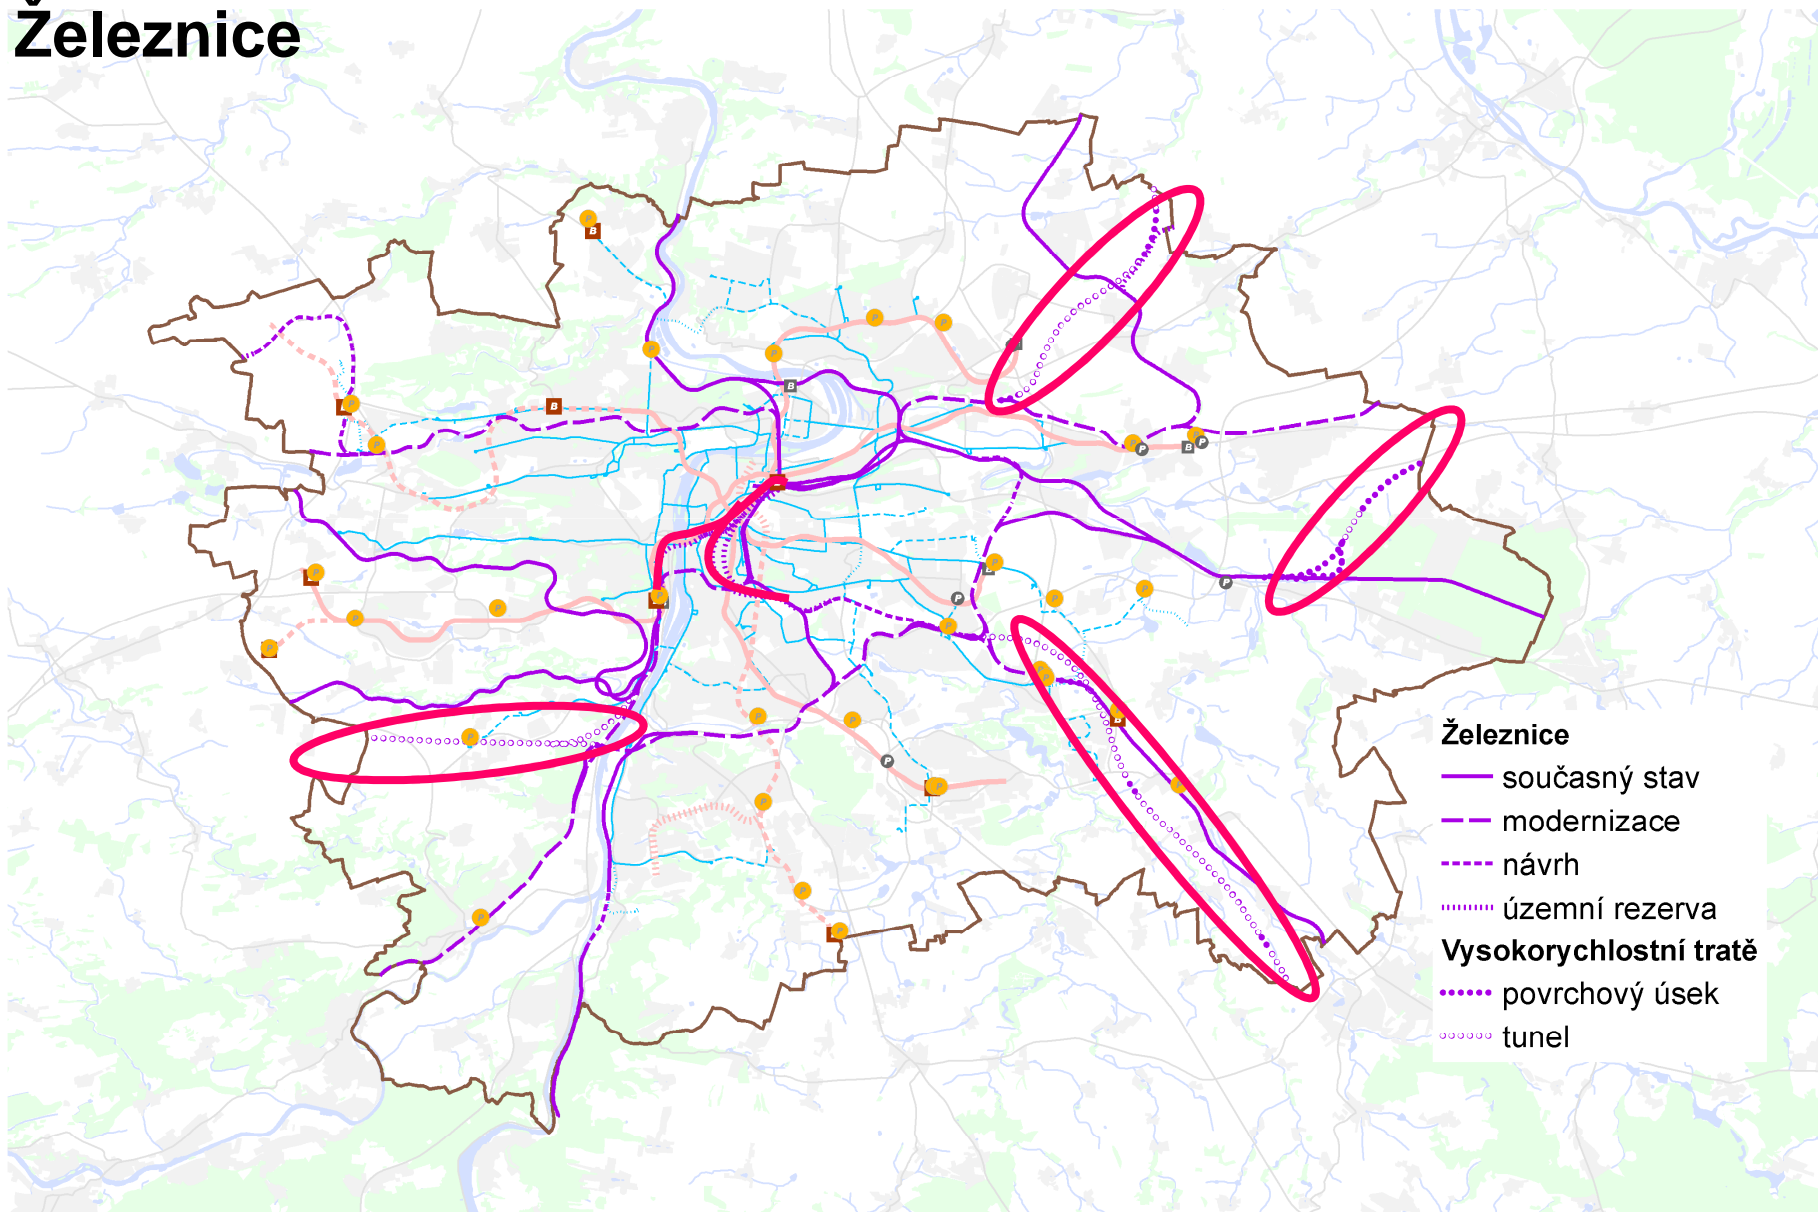 Železnice
Železnice
současný stav
modernizace
návrh
územní rezerva
Vysokorychlostní tratě
povrchový úsek
tunel